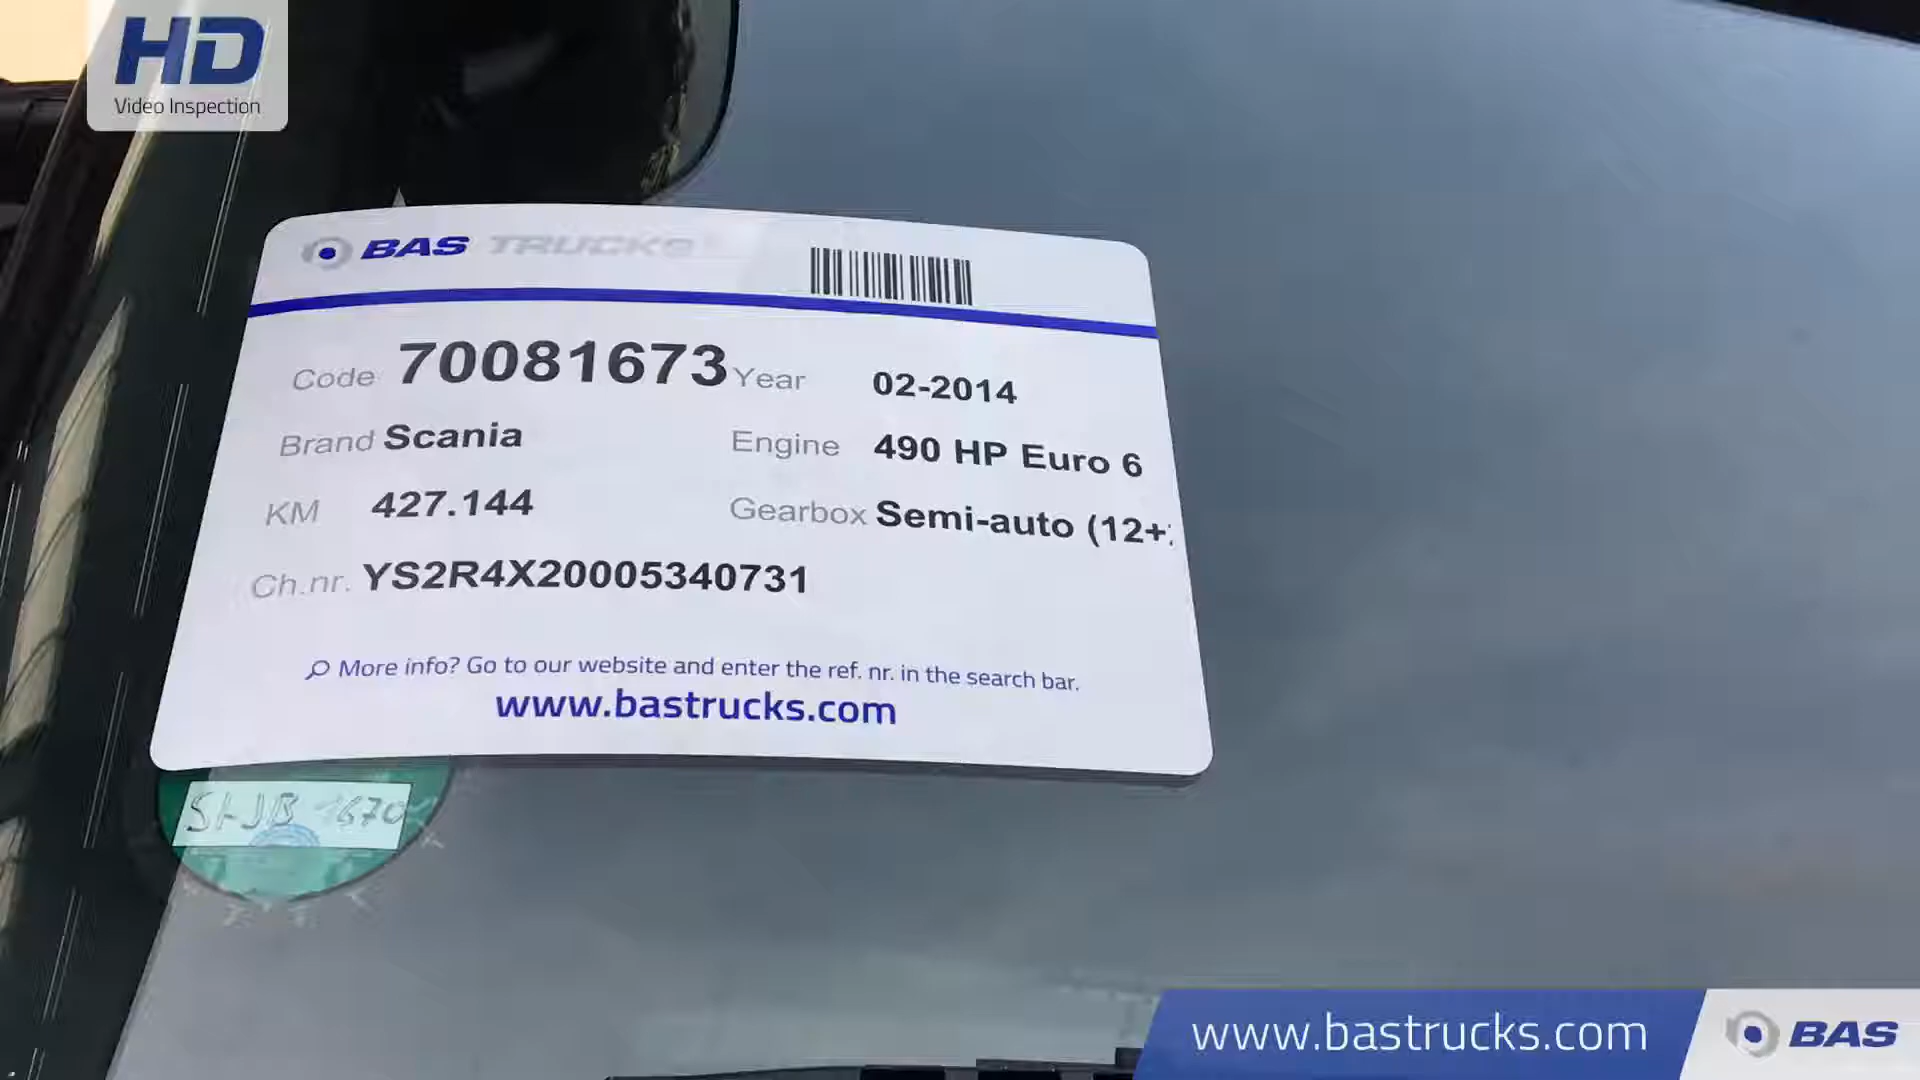 HD
Video Inspection
BAS TRUCKS
Code 70081673 Year 02-2014
Brand Scania Engine 490 HP Euro 6
KM 427.144 Gearbox Semi-auto (12+
Ch.nr. YS2R4X20005340731
More info? Go to our website and enter the ref. nr. in the search bar.
www.bastrucks.com
www.bastrucks.com BAS